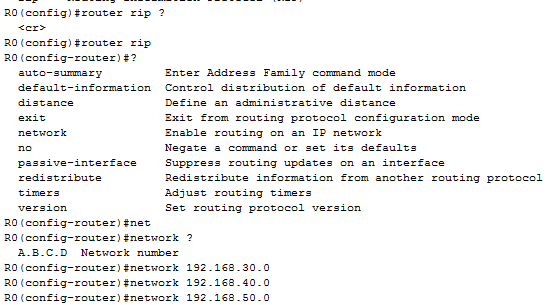 R0(config)#router rip ?
  <cr>
R0(config)#router rip
R0(config-router)#?
  auto-summary         Enter Address Family command mode
  default-information  Control distribution of default information
  distance             Define an administrative distance
  exit                 Exit from routing protocol configuration mode
  network              Enable routing on an IP network
  no                   Negate a command or set its defaults
  passive-interface    Suppress routing updates on an interface
  redistribute         Redistribute information from another routing protocol
  timers               Adjust routing timers
  version              Set routing protocol version
R0(config-router)#net
R0(config-router)#network ?
  A.B.C.D  Network number
R0(config-router)#network 192.168.30.0
R0(config-router)#network 192.168.40.0
R0(config-router)#network 192.168.50.0